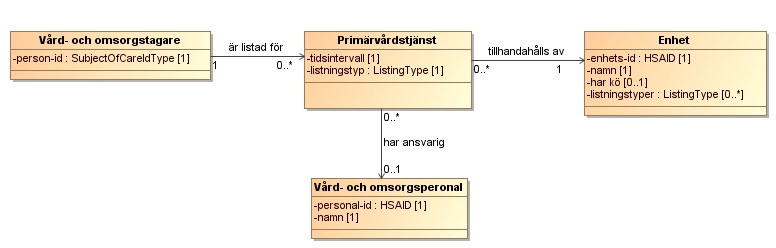 Vård- och omsorgstagare
-person-id : SubjectOfCareIdType [1]
är listad för
1
0..*
Primärvårdstjänst
-tidsintervall [1]
-listningstyp : ListingType [1]
tillhandahålls av
0..*
1
Enhet
-enhets-id : HSAID [1]
-namn [1]
-har kö [0..1]
-listningstyper : ListingType [0..*]
0..*
har ansvarig
0..1
Vård- och omsorgsperonal
-personal-id : HSAID [1]
-namn [1]